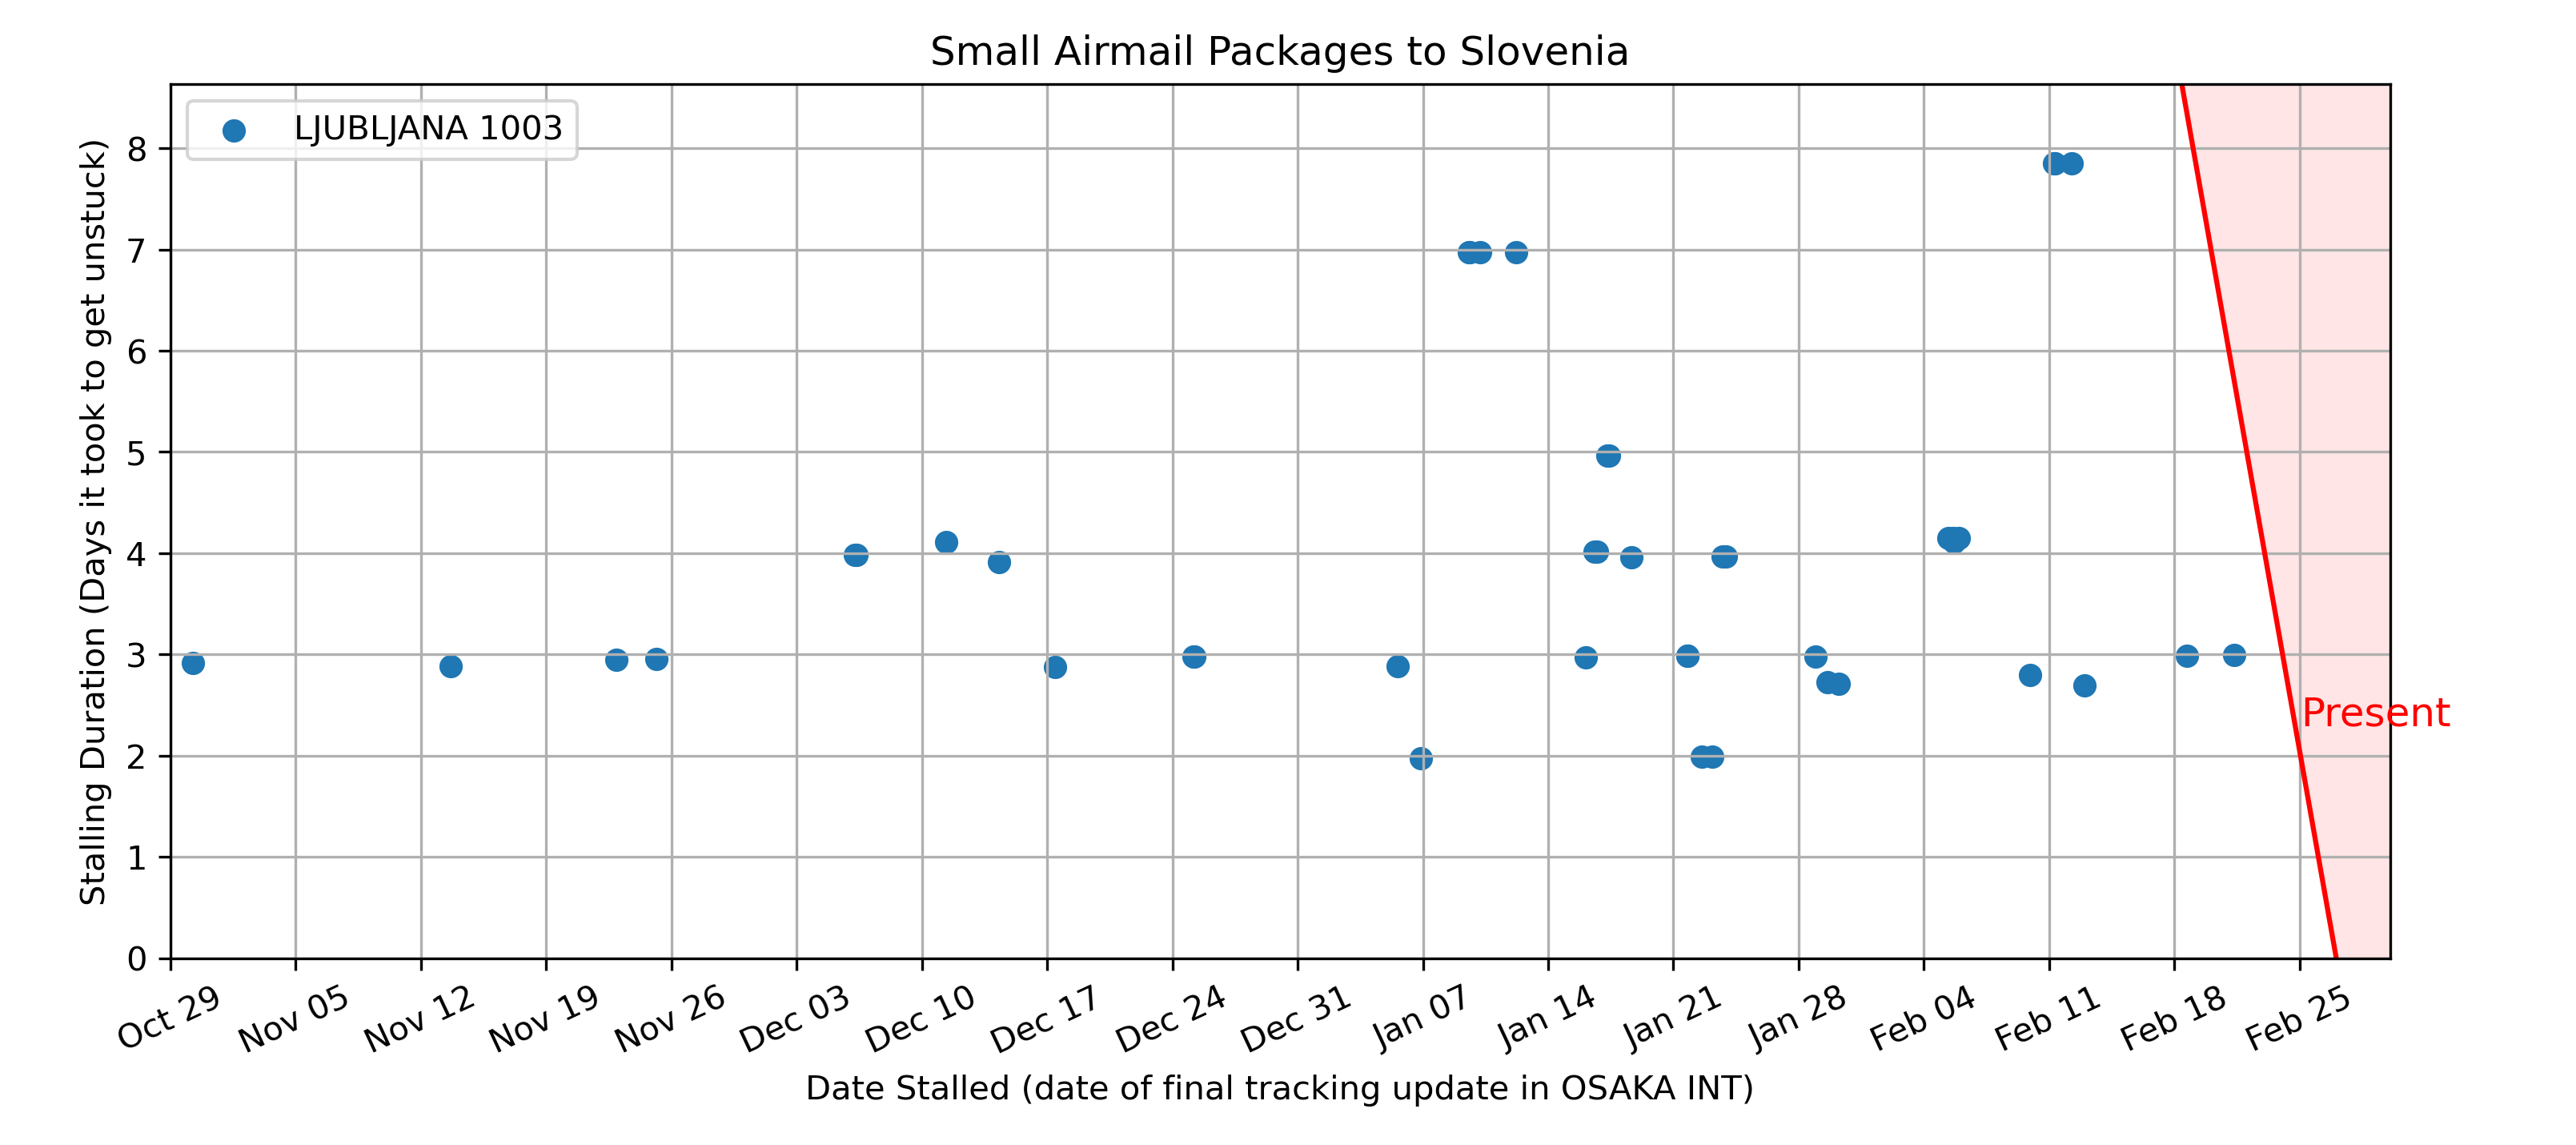 Small Airmail Packages to Slovenia
LJUBLJANA 1003
Stalling Duration (Days it took to get unstuck)
8
7
6
5
4
3
2
1
0
Present
Oct 29
Nov 05
Nov 12
Nov 19
Nov 26
Dec 03
Dec 10
Dec 17
Dec 24
Dec 31
Jan 07
Jan 14
Jan 21
Jan 28
Feb 04
Feb 11
Feb 18
Feb 25
Date Stalled (date of final tracking update in OSAKA INT)